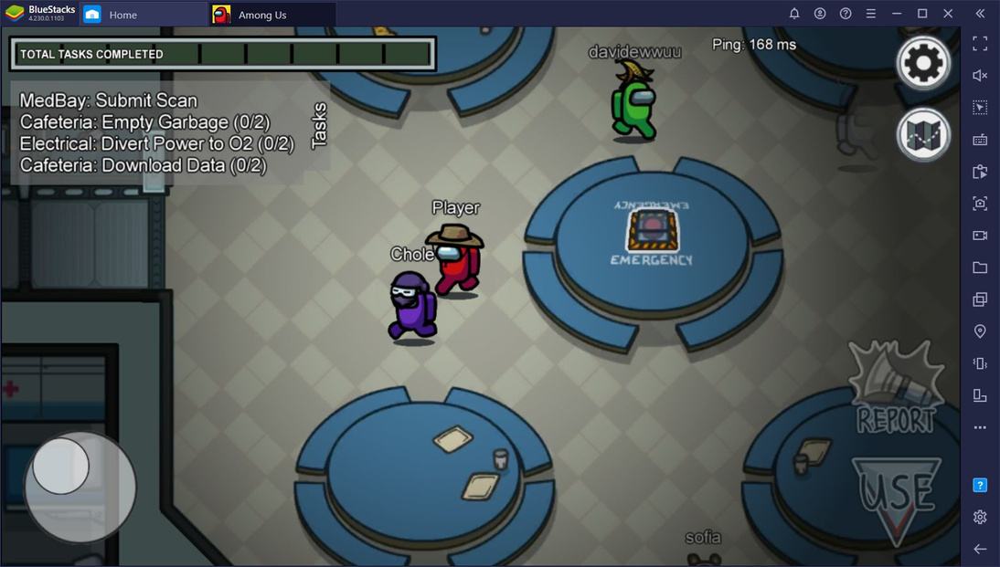 BlueStacks
4.230.0.1103
Home
Among Us
TOTAL TASKS COMPLETED
MedBay: Submit Scan
Cafeteria: Empty Garbage (0/2)
Electrical: Divert Power to O2 (0/2)
Cafeteria: Download Data (0/2)
Tasks
davidewwuu
Ping: 168 ms
Player
Chole
EMERGENCY
EMERGENCY
REPORT
USE
sofia